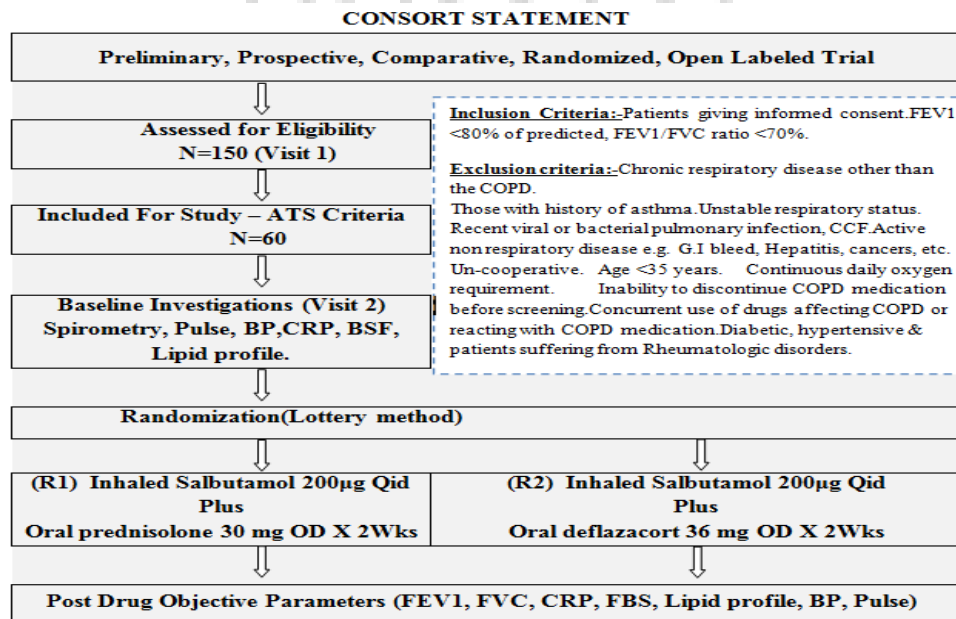 CONSORT STATEMENT
Preliminary, Prospective, Comparative, Randomized, Open Labeled Trial
Assessed for Eligibility
N=150 (Visit 1)
Inclusion Criteria:-Patients giving informed consent.FEV1
<80% of predicted, FEV1/FVC ratio <70%.
Exclusion criteria:-Chronic respiratory disease other than
the COPD.
Those with history of asthma.Unstable respiratory status.
Recent viral or bacterial pulmonary infection, CCF.Active
non respiratory disease e.g. G.I bleed, Hepatitis, cancers, etc.
Un-cooperative. Age <35 years. Continuous daily oxygen
requirement. Inability to discontinue COPD medication
before screening.Concurrent use of drugs affecting COPD or
reacting with COPD medication.Diabetic, hypertensive &
patients suffering from Rheumatologic disorders.
Included For Study – ATS Criteria
N=60
Baseline Investigations (Visit 2)
Spirometry, Pulse, BP,CRP, BSF,
Lipid profile.
Randomization(Lottery method)
(R1) Inhaled Salbutamol 200µg Qid
Plus
Oral prednisolone 30 mg OD X 2Wks
(R2) Inhaled Salbutamol 200µg Qid
Plus
Oral deflazacort 36 mg OD X 2Wks
Post Drug Objective Parameters (FEV1, FVC, CRP, FBS, Lipid profile, BP, Pulse)